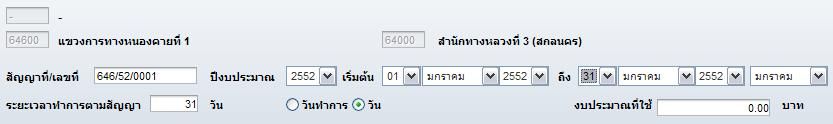 - -
64600 แขวงการทางหนองคายที่ 1 64000 สำนักทางหลวงที่ 3 (สกลนคร)
สัญญาที่/เลขที่ 646/52/0001 ปีงบประมาณ 2552 เริ่มต้น 01 มกราคม 2552 ถึง 31 มกราคม 2552 มกราคม
ระยะเวลาทำการตามสัญญา 31 วัน วันทำการ วัน งบประมาณที่ใช้ 0.00 บาท